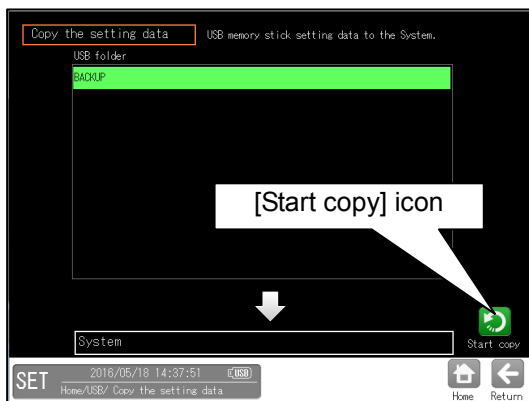 Copy the setting data
USB memory stick setting data to the System.
USB folder
BACKUP
[Start copy] icon
System
Start copy
SET
2016/05/18 14:37:51 USB
Home/USB/ Copy the setting data
Home
Return